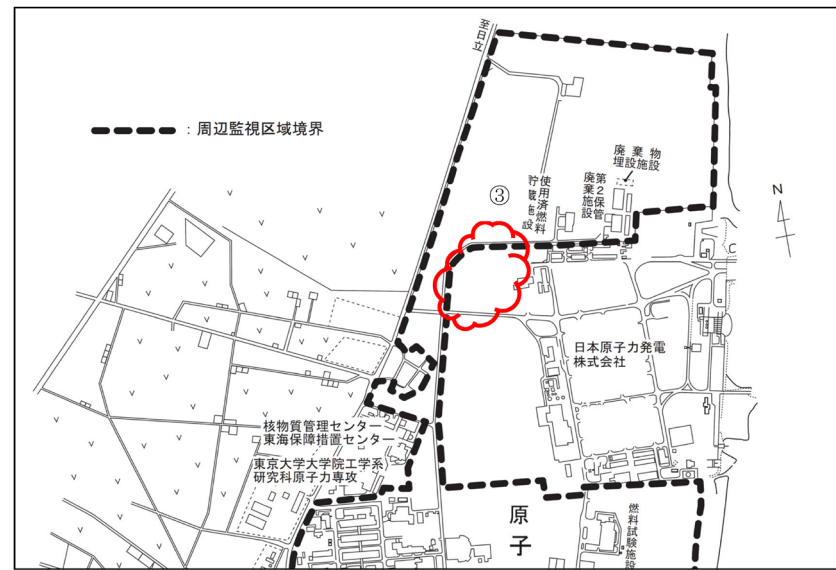 至日立
：周辺監視区域境界
廃棄物
埋設施設
第2保管
廃棄施設
使用済燃料
貯蔵施設
③
N
日本原子力発電
株式会社
核物質管理センター
東海保障措置センター
東京大学大学院工学系
研究科原子力専攻
原子
燃料試験施設